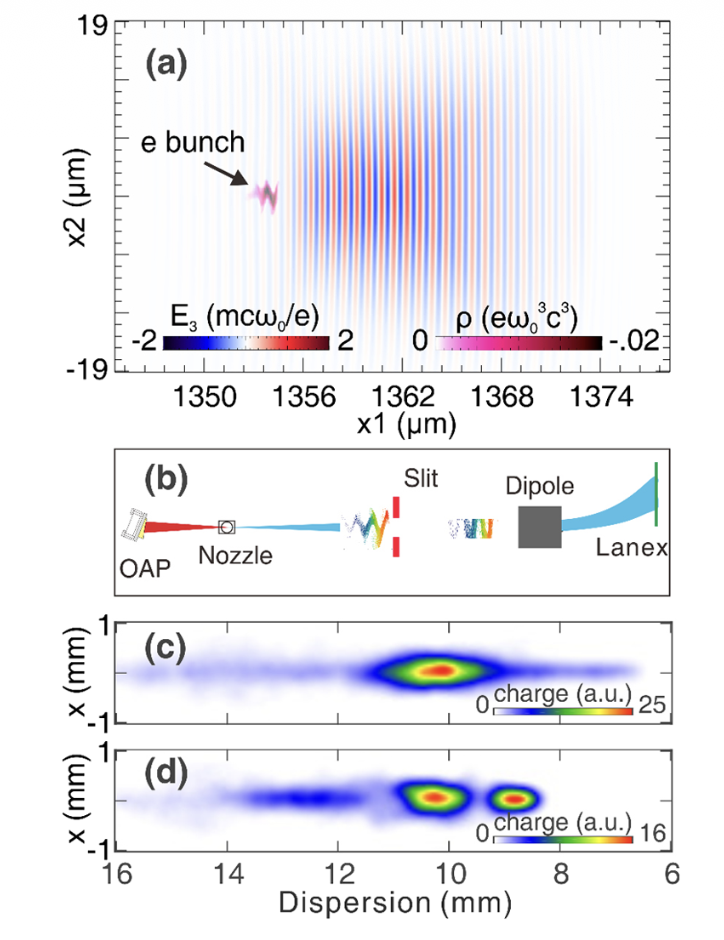 19
(a)
e bunch
x2 (μm)
E₃ (mcω₀/e)
-2 2
ρ (eω₀³c³)
0 -.02
-19
1350 1356 1362 1368 1374
x1 (μm)
(b)
Slit
Dipole
OAP
Nozzle
Lanex
1
(c)
x (mm)
0 charge (a.u.) 25
-1
1
(d)
x (mm)
0 charge (a.u.) 16
-1
16 14 12 10 8 6
Dispersion (mm)